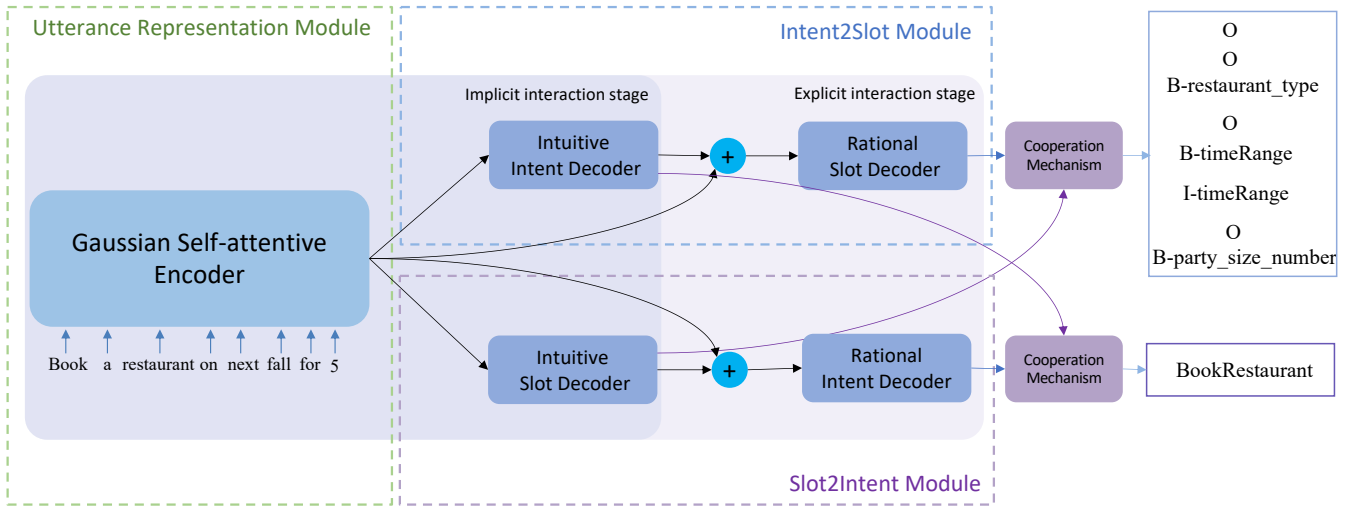 Utterance Representation Module
Intent2Slot Module
Implicit interaction stage
Explicit interaction stage
Intuitive
Intent Decoder
+
Rational
Slot Decoder
Cooperation
Mechanism
O
O
B-restaurant_type
O
B-timeRange
I-timeRange
O
B-party_size_number
Gaussian Self-attentive
Encoder
Book a restaurant on next fall for 5
Intuitive
Slot Decoder
+
Rational
Intent Decoder
Cooperation
Mechanism
BookRestaurant
Slot2Intent Module